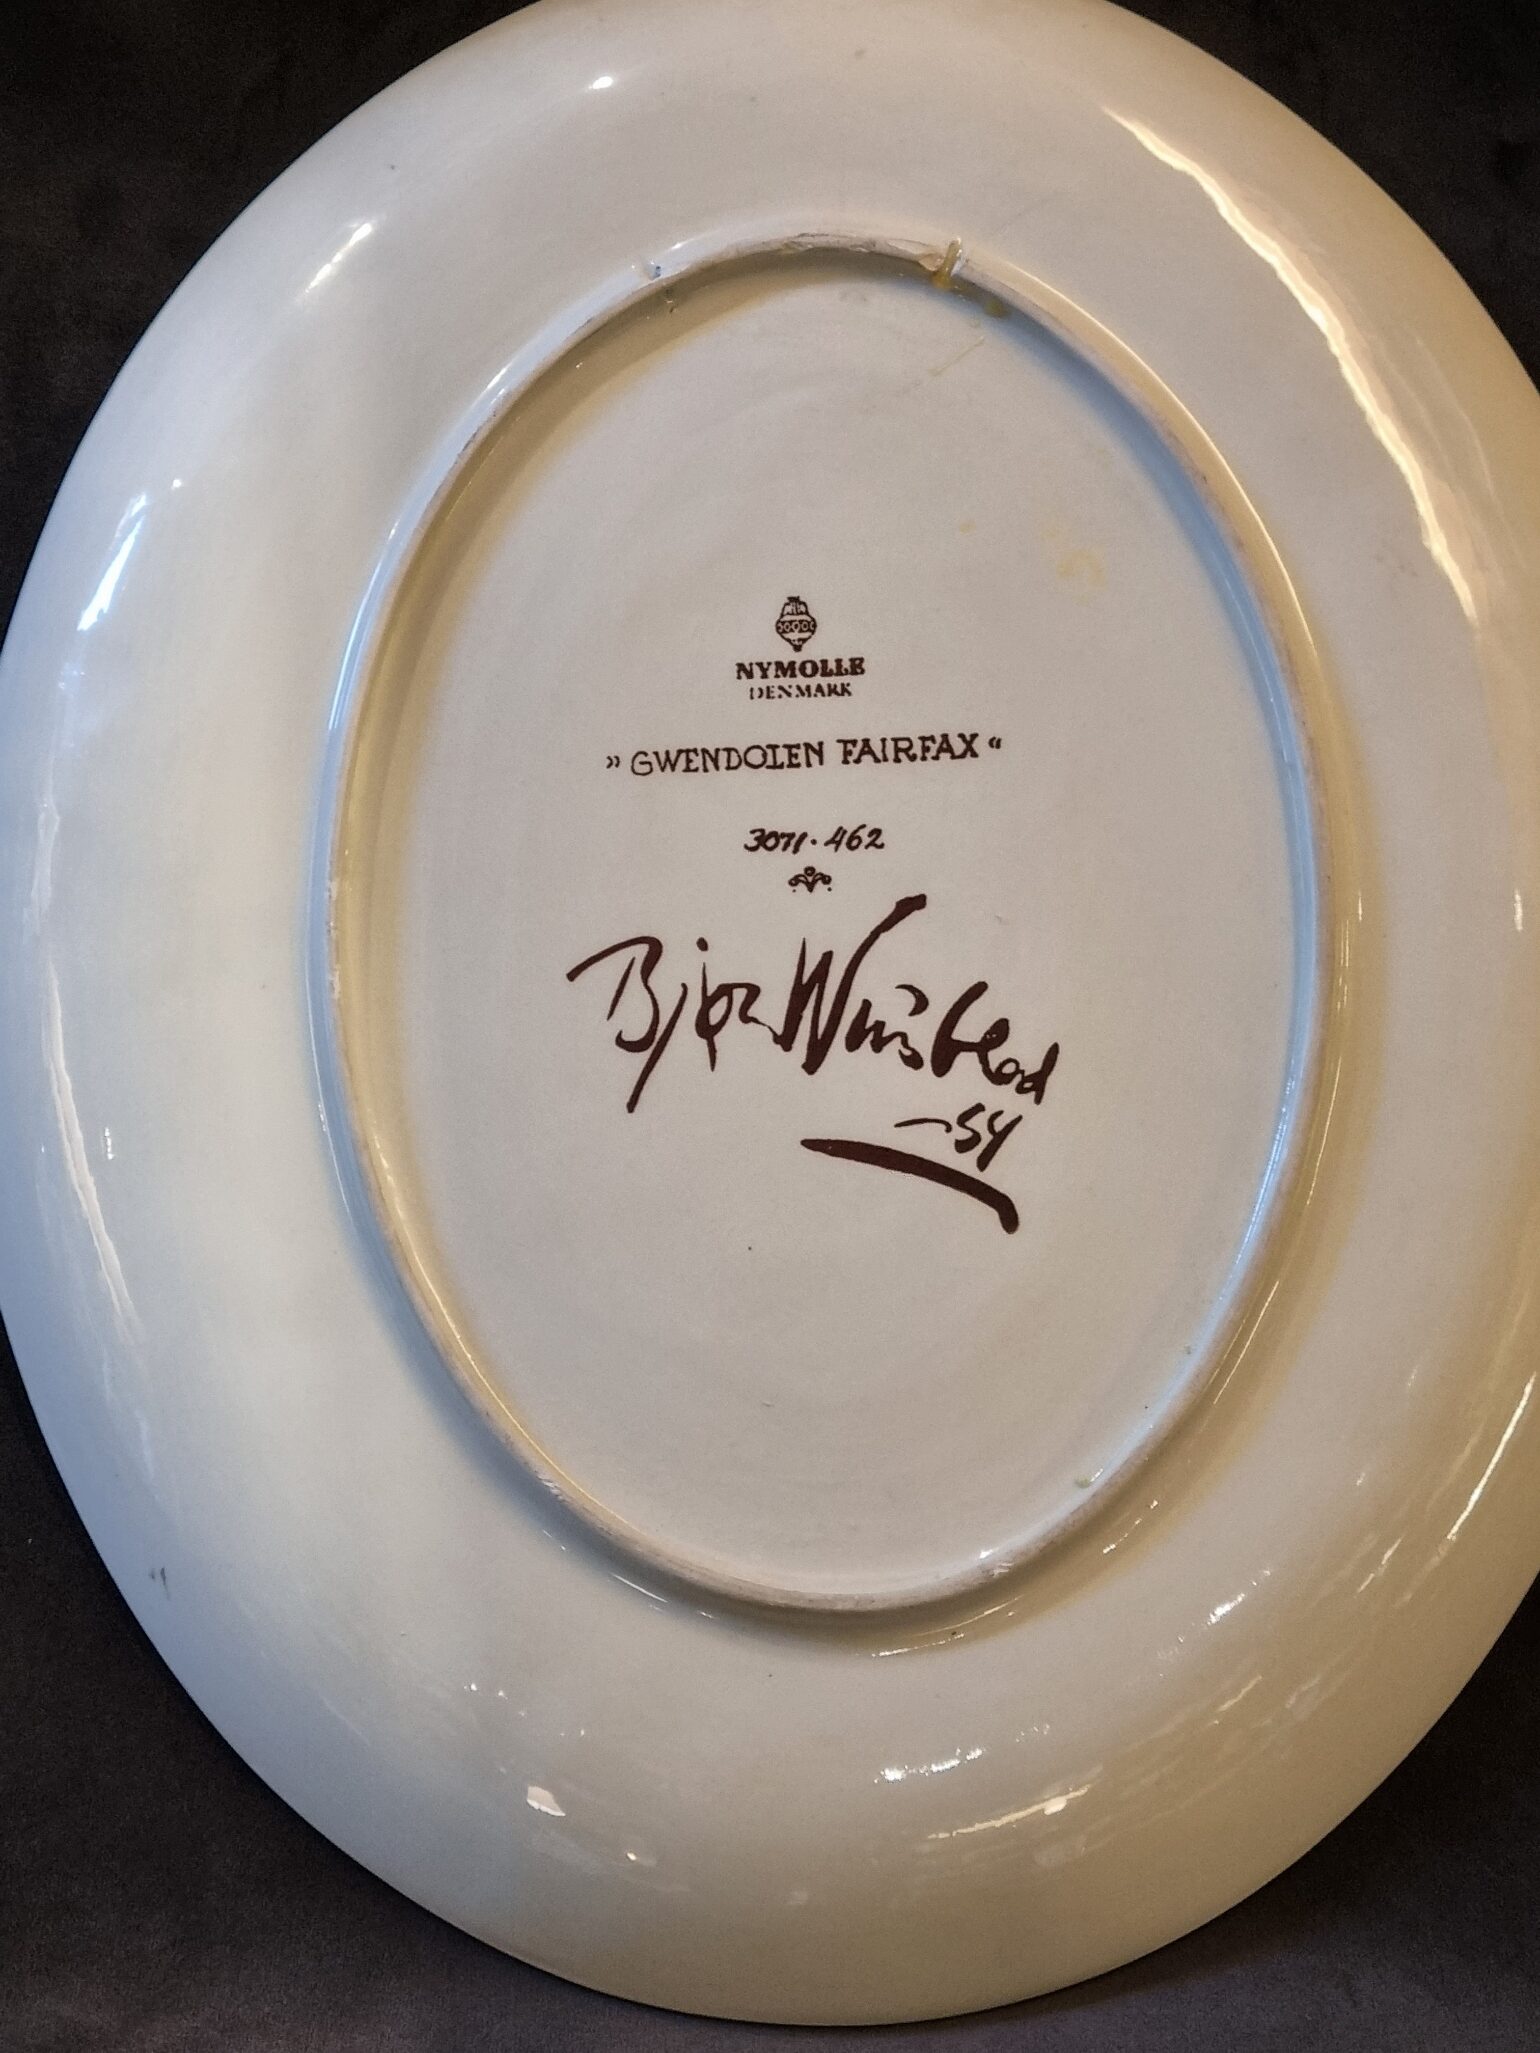 NYMOLLE
DENMARK
»GWENDOLEN FAIRFAX«
3071·462
Bjørn Wiinblad
-54